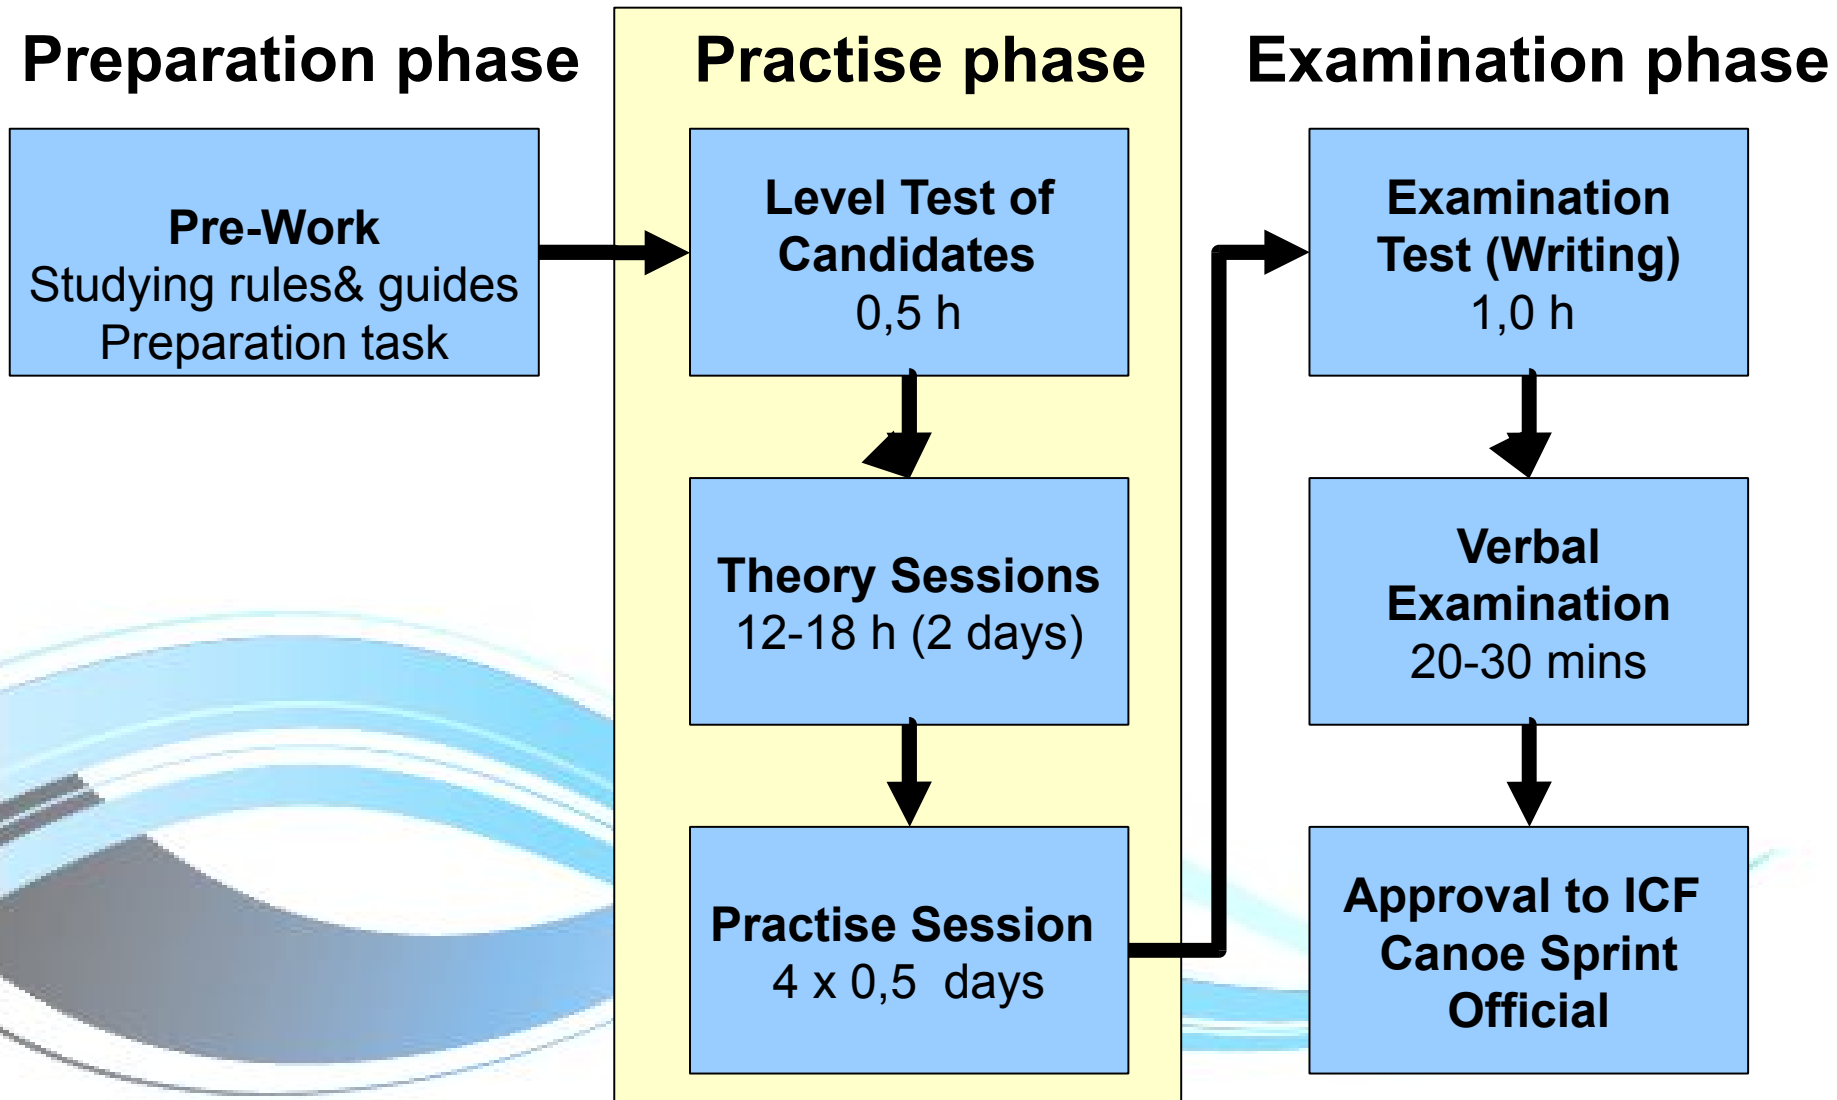 Preparation phase
Pre-Work
Studying rules& guides
Preparation task
Practise phase
Level Test of
Candidates
0,5 h
Theory Sessions
12-18 h (2 days)
Practise Session
4 x 0,5 days
Examination phase
Examination
Test (Writing)
1,0 h
Verbal
Examination
20-30 mins
Approval to ICF
Canoe Sprint
Official